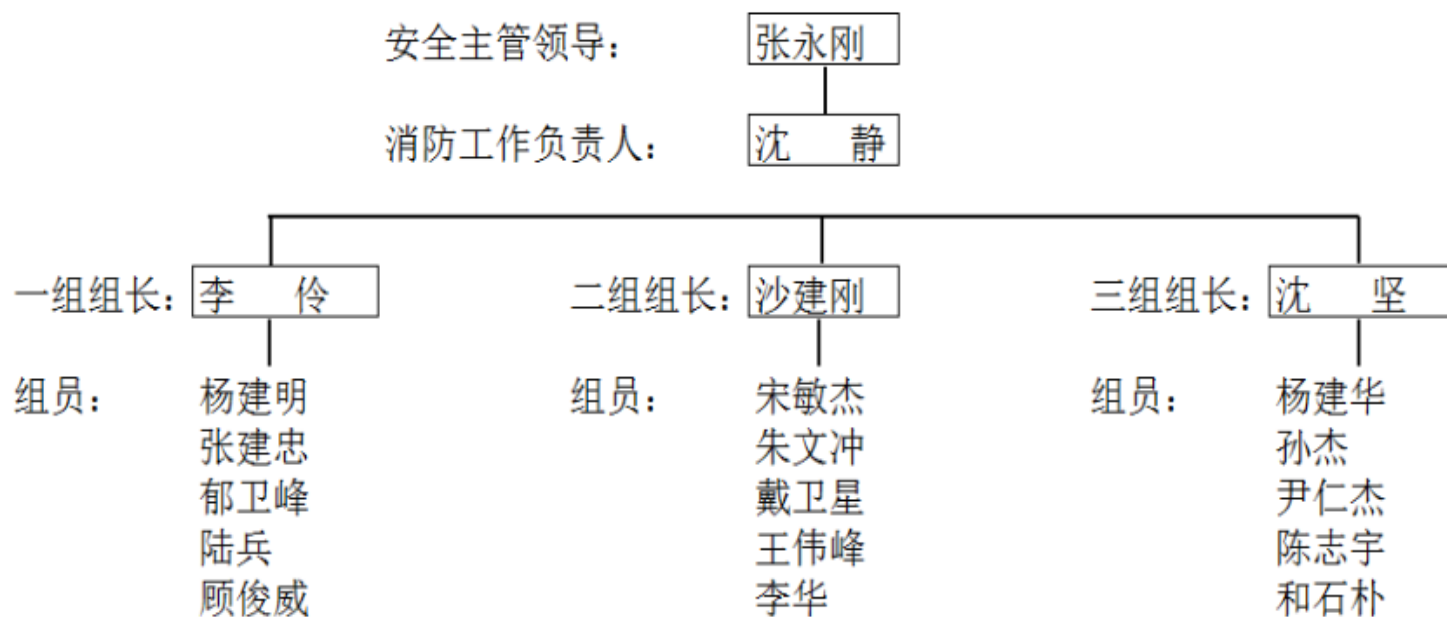 安全主管领导： 张永刚
消防工作负责人： 沈 静
一组组长： 李 伶 二组组长： 沙建刚 三组组长： 沈 坚
组员： 杨建明 组员： 宋敏杰 组员： 杨建华
张建忠 朱文冲 孙杰
郁卫峰 戴卫星 尹仁杰
陆兵 王伟峰 陈志宇
顾俊威 李华 和石朴